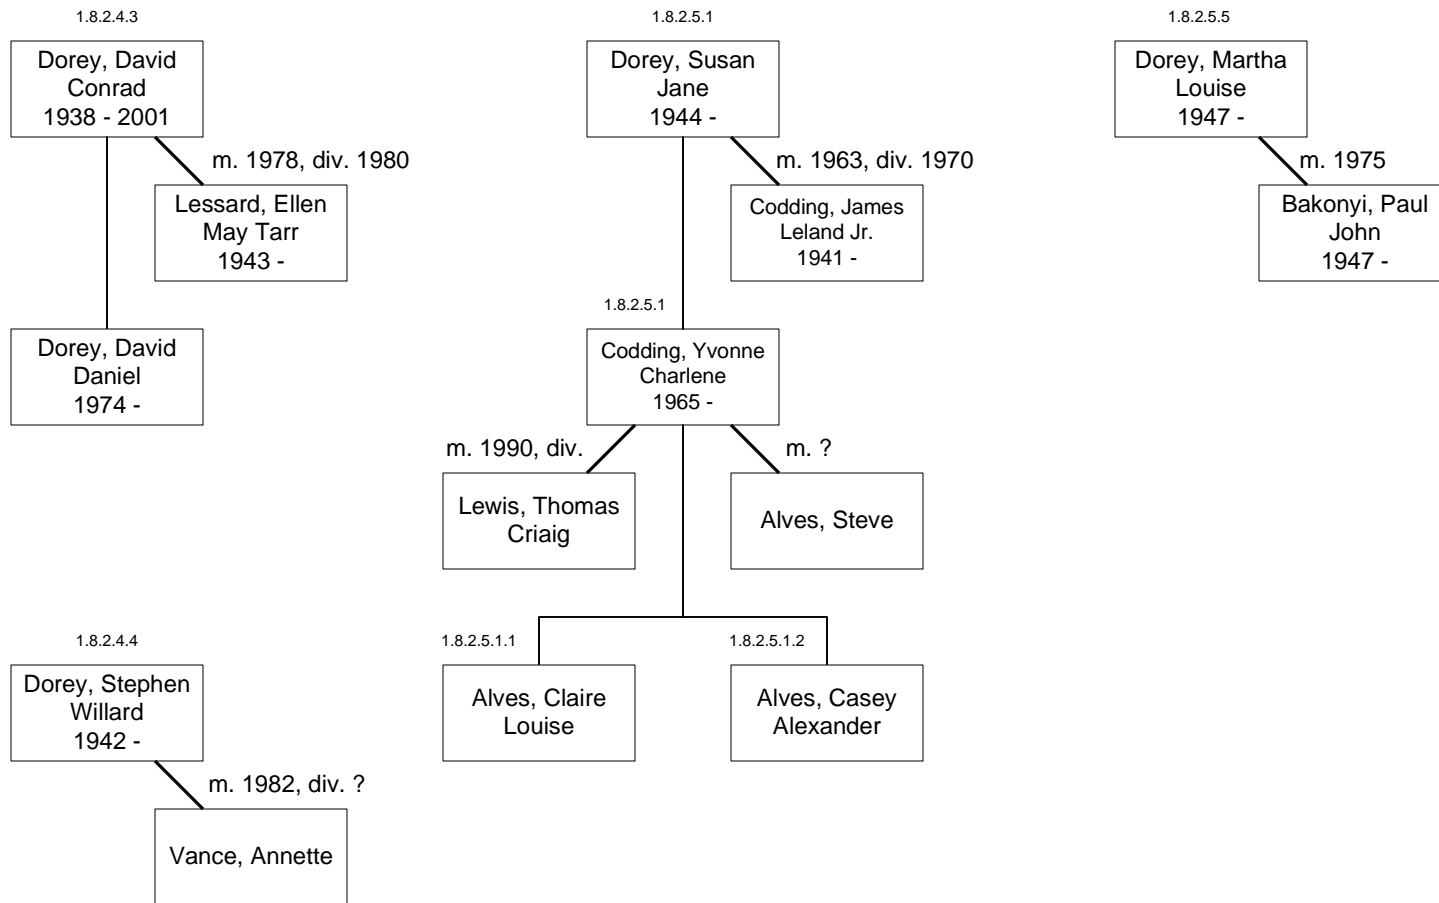 1.8.2.4.3
Dorey, David
Conrad
1938 - 2001
m. 1978, div. 1980
Lessard, Ellen
May Tarr
1943 -
Dorey, David
Daniel
1974 -
1.8.2.4.4
Dorey, Stephen
Willard
1942 -
m. 1982, div. ?
Vance, Annette
1.8.2.5.1
Dorey, Susan
Jane
1944 -
m. 1963, div. 1970
Codding, James
Leland Jr.
1941 -
1.8.2.5.1
Codding, Yvonne
Charlene
1965 -
m. 1990, div.
Lewis, Thomas
Criaig
m. ?
Alves, Steve
1.8.2.5.1.1
Alves, Claire
Louise
1.8.2.5.1.2
Alves, Casey
Alexander
1.8.2.5.5
Dorey, Martha
Louise
1947 -
m. 1975
Bakonyi, Paul
John
1947 -